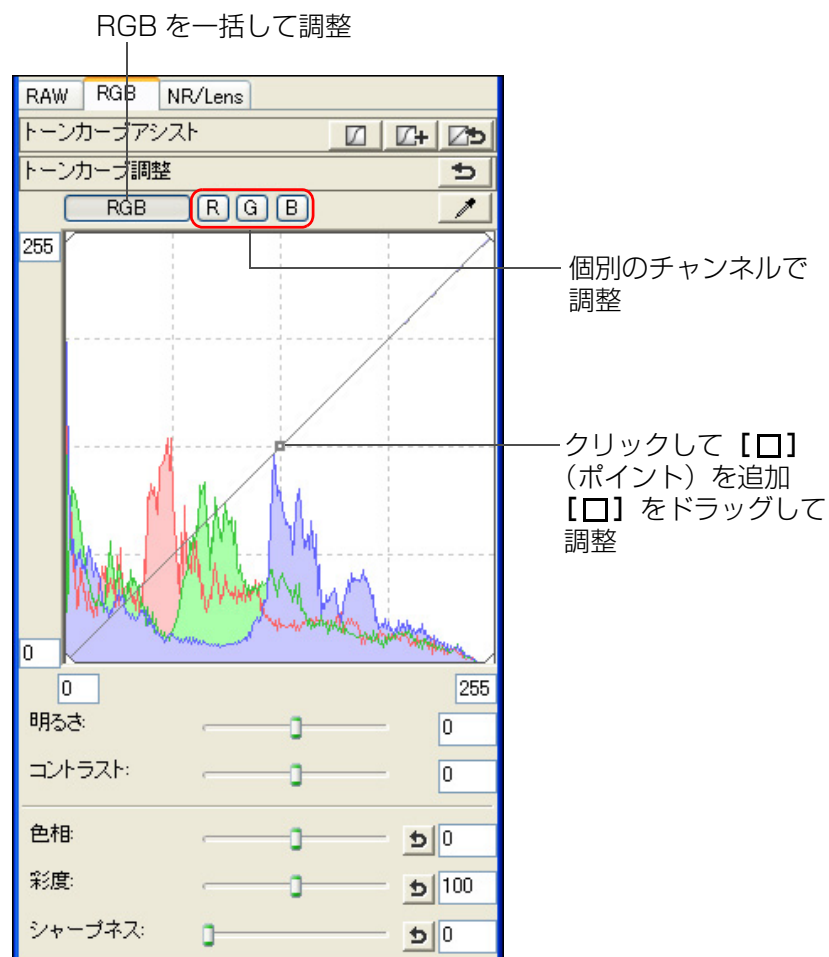 RGB を一括して調整
RAW RGB NR/Lens
トーンカーブアシスト
トーンカーブ調整
RGB R G B
255
個別のチャンネルで
調整
クリックして【□】
(ポイント)を追加
【□】をドラッグして
調整
0
0 255
明るさ: 0
コントラスト: 0
色相: 0
彩度: 100
シャープネス: 0